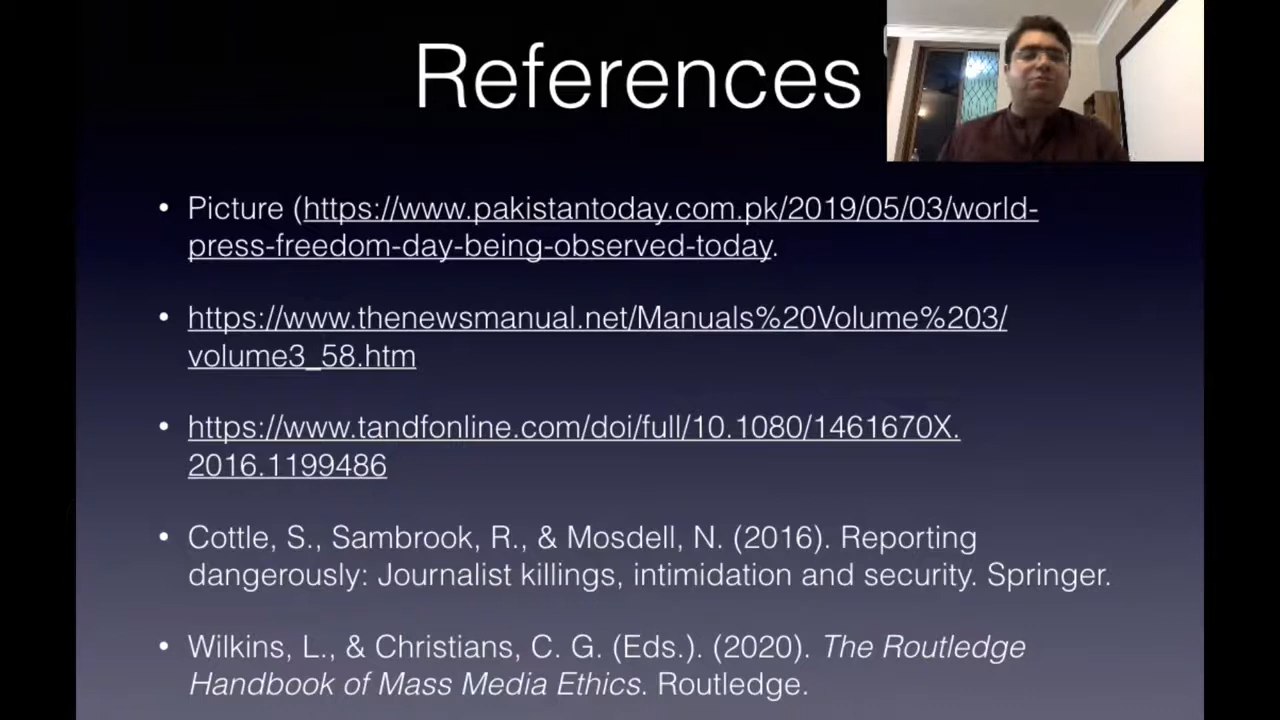 References
• Picture (https://www.pakistantoday.com.pk/2019/05/03/world-
press-freedom-day-being-observed-today.
• https://www.thenewsmanual.net/Manuals%20Volume%203/
volume3_58.htm
• https://www.tandfonline.com/doi/full/10.1080/1461670X.
2016.1199486
• Cottle, S., Sambrook, R., & Mosdell, N. (2016). Reporting
dangerously: Journalist killings, intimidation and security. Springer.
• Wilkins, L., & Christians, C. G. (Eds.). (2020). The Routledge
Handbook of Mass Media Ethics. Routledge.